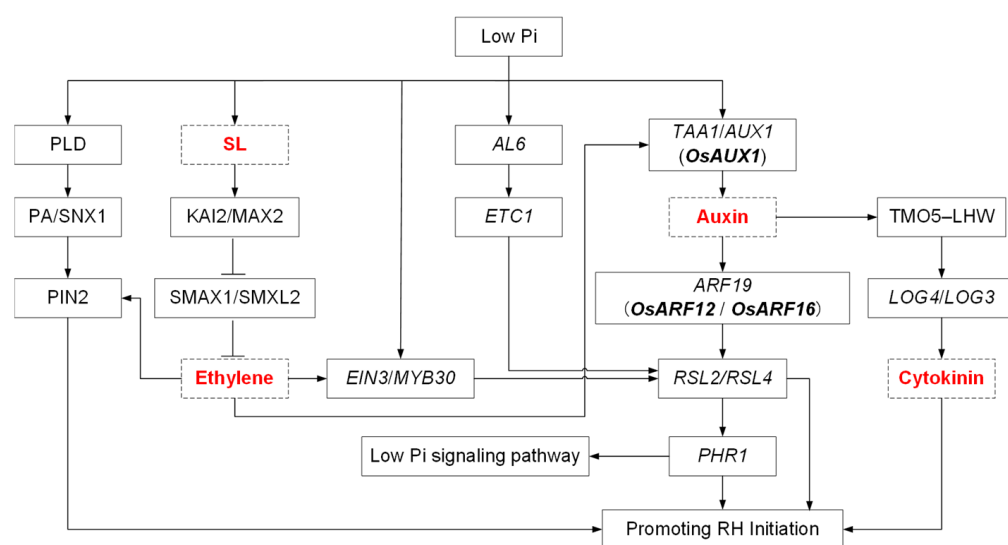 Low Pi
PLD
SL
AL6
TAA1/AUX1
(OsAUX1)
PA/SNX1
KAI2/MAX2
ETC1
Auxin
TMO5–LHW
PIN2
SMAX1/SMXL2
ARF19
(OsARF12 / OsARF16)
LOG4/LOG3
Ethylene
EIN3/MYB30
RSL2/RSL4
Cytokinin
Low Pi signaling pathway
PHR1
Promoting RH Initiation